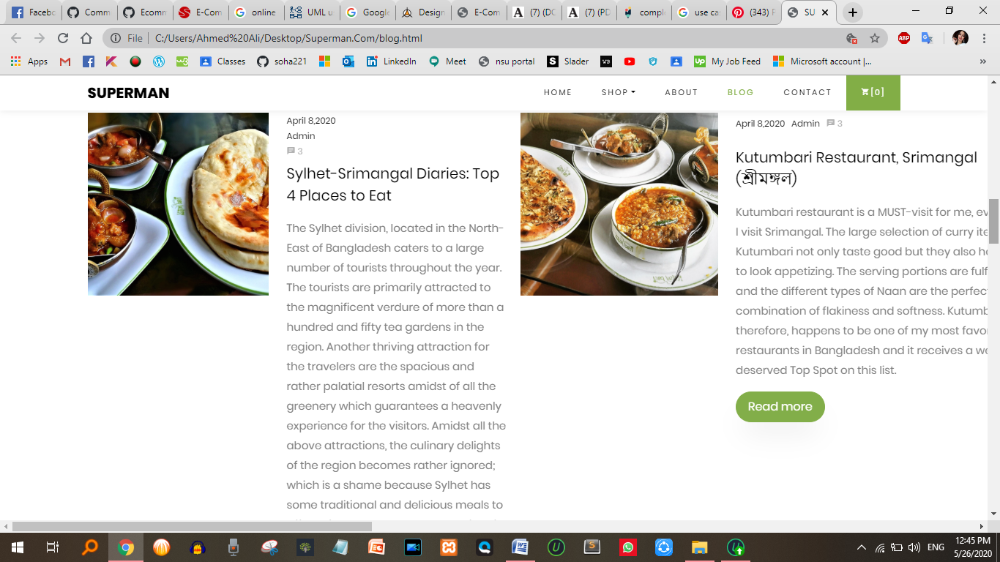 Facebo
Comm
Ecomm
E-Com
online
UML u
Google
Design
E-Com
(7) (DO
(7) (PD
comple
use cas
(343) F
SU
File C:/Users/Ahmed%20Ali/Desktop/Superman.Com/blog.html
ABP
Apps
Classes
soha221
LinkedIn
Meet
nsu portal
Slader
My Job Feed
Microsoft account |...
SUPERMAN
HOME SHOP ABOUT BLOG CONTACT [0]
April 8,2020
Admin
3
Sylhet-Srimangal Diaries: Top
4 Places to Eat
The Sylhet division, located in the North-
East of Bangladesh caters to a large
number of tourists throughout the year.
The tourists are primarily attracted to
the magnificent verdure of more than a
hundred and fifty tea gardens in the
region. Another thriving attraction for
the travelers are the spacious and
rather palatial resorts amidst of all the
greenery which guarantees a heavenly
experience for the visitors. Amidst all the
above attractions, the culinary delights
of the region becomes rather ignored;
which is a shame because Sylhet has
some traditional and delicious meals to
April 8,2020 Admin 3
Kutumbari Restaurant, Srimangal
(শ্রীমঙ্গল)
Kutumbari restaurant is a MUST-visit for me, ev
I visit Srimangal. The large selection of curry ite
Kutumbari not only taste good but they also ha
to look appetizing. The serving portions are fulf
and the different types of Naan are the perfec
combination of flakiness and softness. Kutumb
therefore, happens to be one of my most favo
restaurants in Bangladesh and it receives a we
deserved Top Spot on this list.
Read more
ENG
12:45 PM
5/26/2020